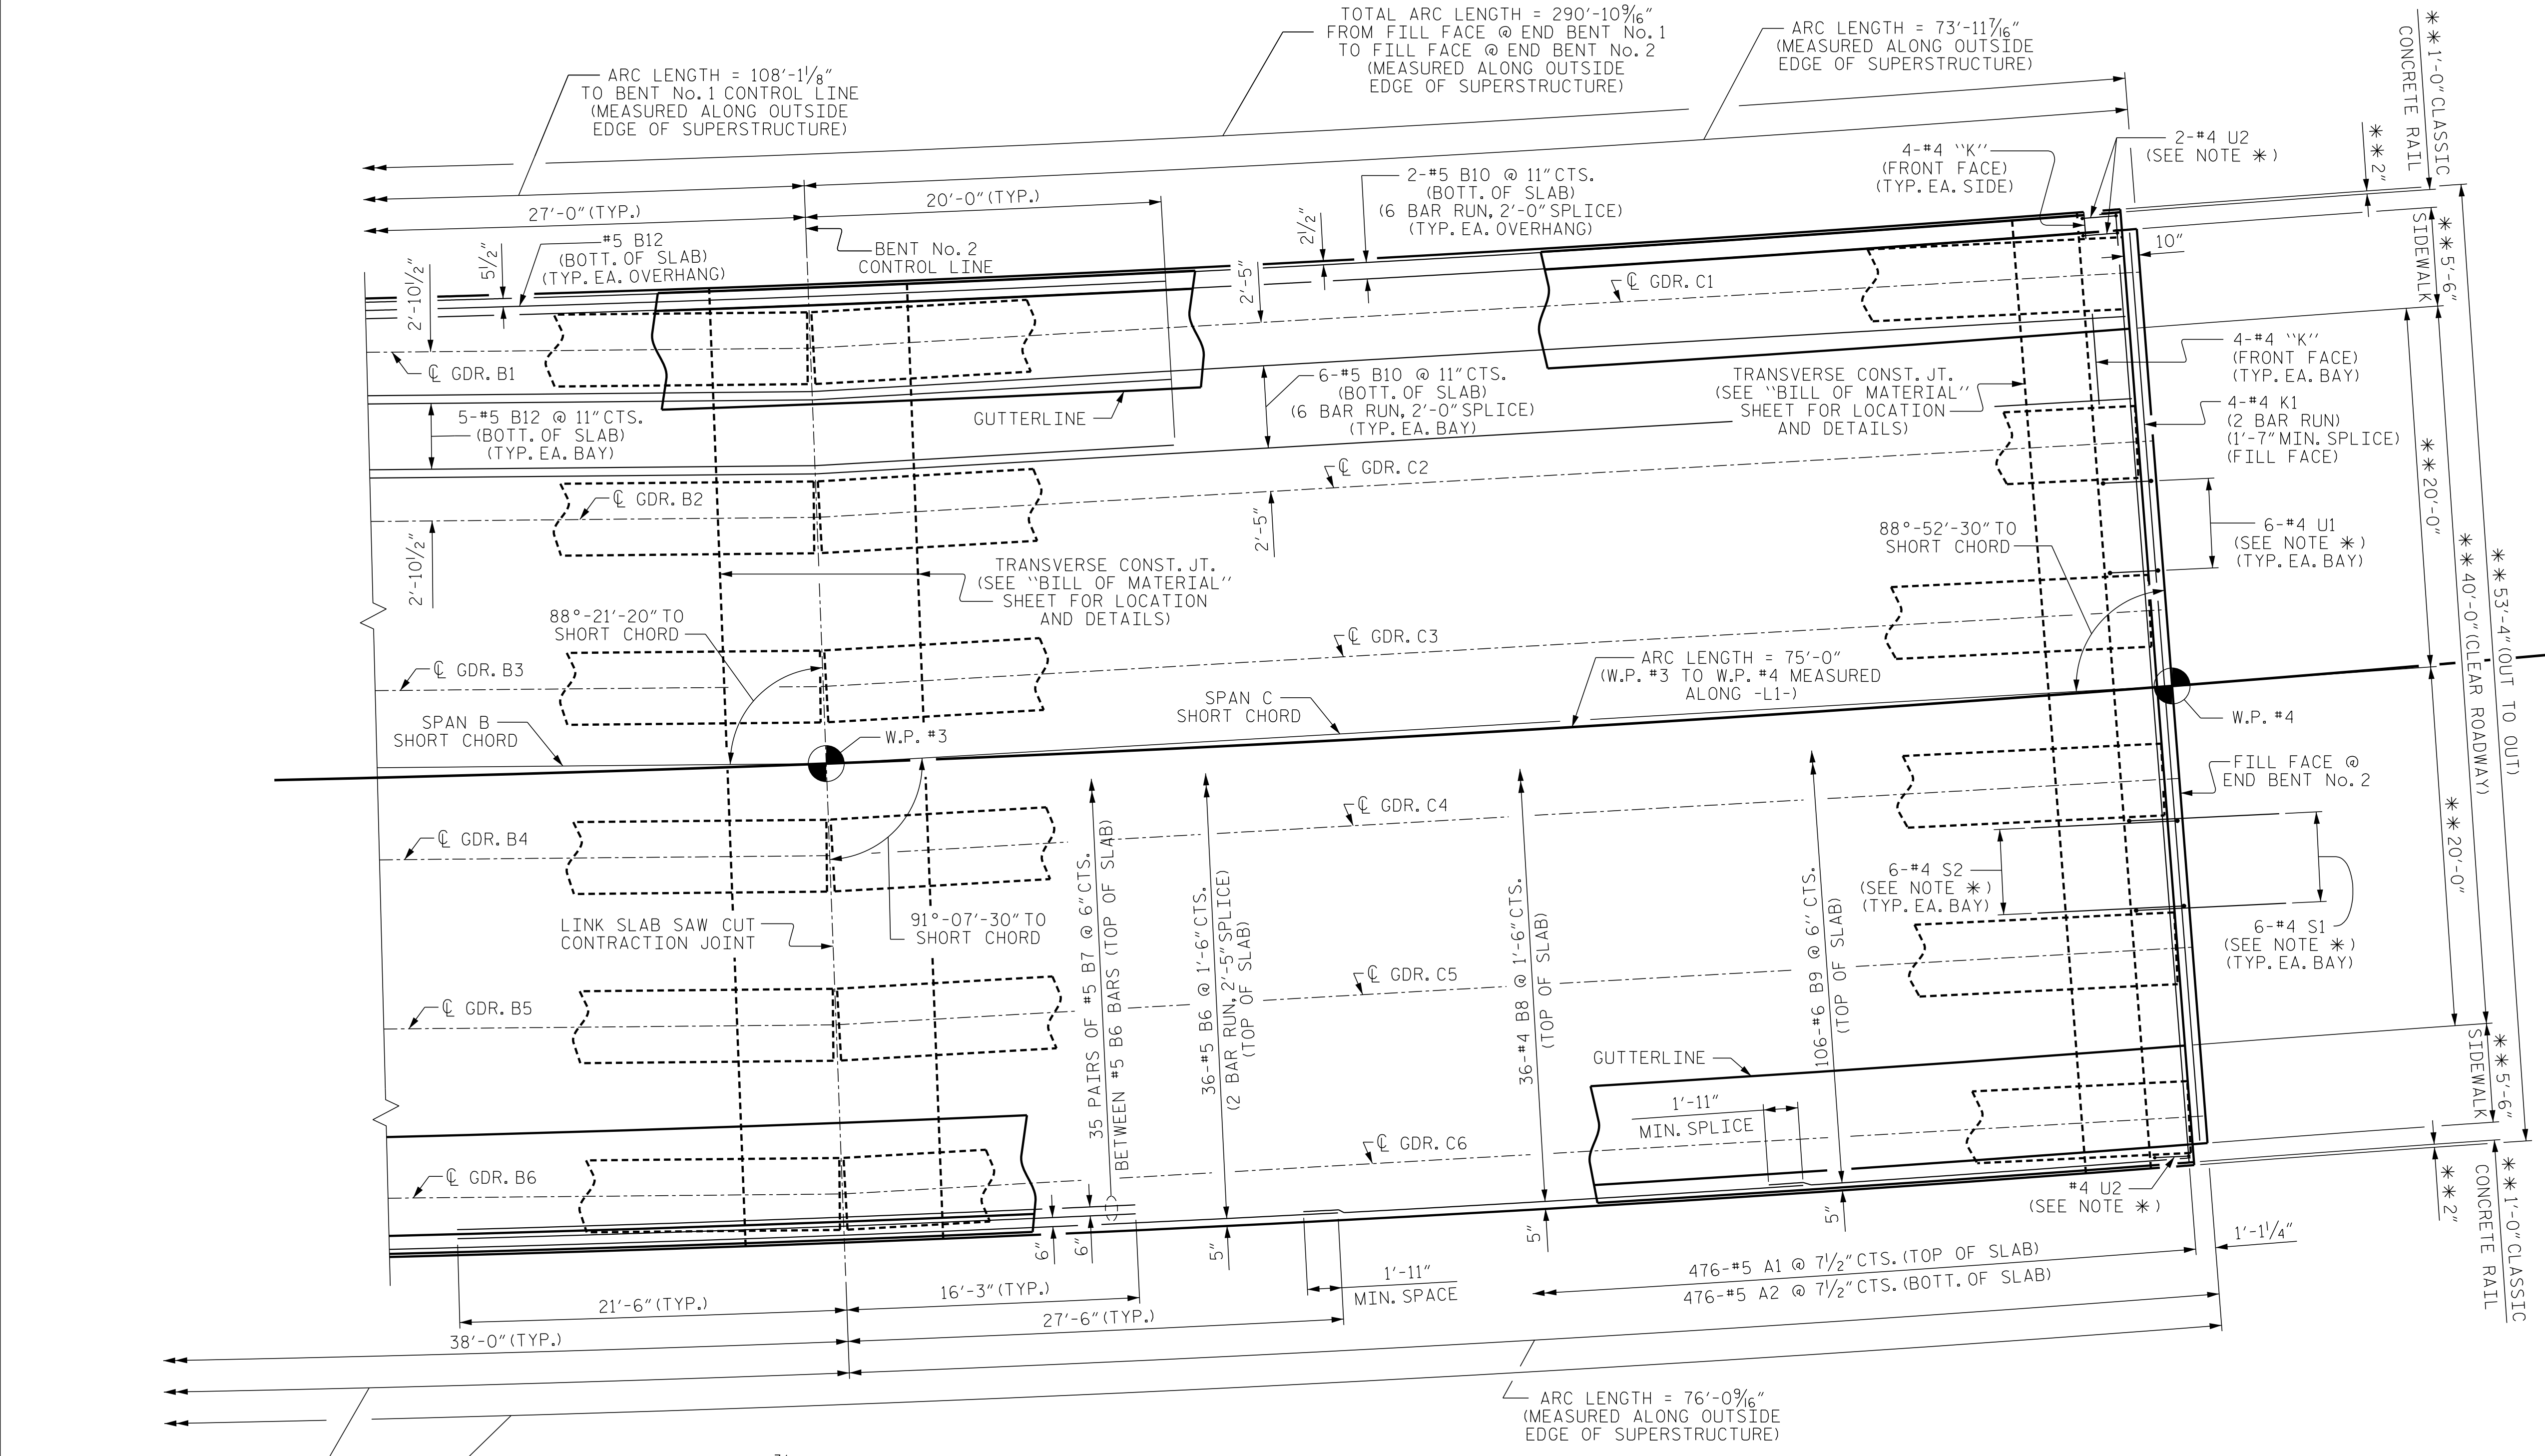 TOTAL ARC LENGTH = 290'-10 9/16"
FROM FILL FACE @ END BENT No.1
TO FILL FACE @ END BENT No.2
(MEASURED ALONG OUTSIDE
EDGE OF SUPERSTRUCTURE)
ARC LENGTH = 73'-11 7/16"
(MEASURED ALONG OUTSIDE
EDGE OF SUPERSTRUCTURE)
ARC LENGTH = 108'-1 1/8"
TO BENT No.1 CONTROL LINE
(MEASURED ALONG OUTSIDE
EDGE OF SUPERSTRUCTURE)
**1'-0" CLASSIC
CONCRETE RAIL
**2"
2-#4 U2
(SEE NOTE *)
4-#4 "K"
(FRONT FACE)
(TYP. EA. SIDE)
2-#5 B10 @ 11" CTS.
(BOTT. OF SLAB)
(6 BAR RUN, 2'-0" SPLICE)
(TYP. EA. OVERHANG)
27'-0" (TYP.)
20'-0" (TYP.)
#5 B12
(BOTT. OF SLAB)
(TYP. EA. OVERHANG)
BENT No. 2
CONTROL LINE
2 1/2"
5 1/2"
2'-10 1/2"
2'-5"
10"
**5'-6"
SIDEWALK
℄ GDR. C1
℄ GDR. B1
5-#5 B12 @ 11" CTS.
(BOTT. OF SLAB)
(TYP. EA. BAY)
GUTTERLINE
6-#5 B10 @ 11" CTS.
(BOTT. OF SLAB)
(6 BAR RUN, 2'-0" SPLICE)
(TYP. EA. BAY)
TRANSVERSE CONST. JT.
(SEE "BILL OF MATERIAL"
SHEET FOR LOCATION
AND DETAILS)
4-#4 "K"
(FRONT FACE)
(TYP. EA. BAY)
4-#4 K1
(2 BAR RUN)
(1'-7" MIN. SPLICE)
(FILL FACE)
**20'-0"
℄ GDR. C2
℄ GDR. B2
2'-10 1/2"
2'-5"
88°-52'-30" TO
SHORT CHORD
6-#4 U1
(SEE NOTE *)
(TYP. EA. BAY)
**40'-0" (CLEAR ROADWAY)
**53'-4" (OUT TO OUT)
TRANSVERSE CONST. JT.
(SEE "BILL OF MATERIAL"
SHEET FOR LOCATION
AND DETAILS)
88°-21'-20" TO
SHORT CHORD
℄ GDR. C3
℄ GDR. B3
ARC LENGTH = 75'-0"
(W.P. #3 TO W.P. #4 MEASURED
ALONG -L1-)
SPAN C
SHORT CHORD
SPAN B
SHORT CHORD
W.P. #3
W.P. #4
FILL FACE @
END BENT No. 2
℄ GDR. C4
℄ GDR. B4
**20'-0"
35 PAIRS OF #5 B7 @ 6" CTS.
BETWEEN #5 B6 BARS (TOP OF SLAB)
36-#5 B6 @ 1'-6" CTS.
(2 BAR RUN, 2'-5" SPLICE)
(TOP OF SLAB)
36-#4 B8 @ 1'-6" CTS.
(TOP OF SLAB)
106-#6 B9 @ 6" CTS.
(TOP OF SLAB)
6-#4 S2
(SEE NOTE *)
(TYP. EA. BAY)
6-#4 S1
(SEE NOTE *)
(TYP. EA. BAY)
LINK SLAB SAW CUT
CONTRACTION JOINT
91°-07'-30" TO
SHORT CHORD
℄ GDR. C5
℄ GDR. B5
GUTTERLINE
1'-11"
MIN. SPLICE
℄ GDR. C6
℄ GDR. B6
SIDEWALK
**5'-6"
**2"
**1'-0" CLASSIC
CONCRETE RAIL
#4 U2
(SEE NOTE *)
6"
6"
5"
5"
5"
1'-1 1/4"
476-#5 A1 @ 7 1/2" CTS. (TOP OF SLAB)
476-#5 A2 @ 7 1/2" CTS. (BOTT. OF SLAB)
1'-11"
MIN. SPACE
21'-6" (TYP.)
16'-3" (TYP.)
38'-0" (TYP.)
27'-6" (TYP.)
ARC LENGTH = 76'-0 9/16"
(MEASURED ALONG OUTSIDE
EDGE OF SUPERSTRUCTURE)